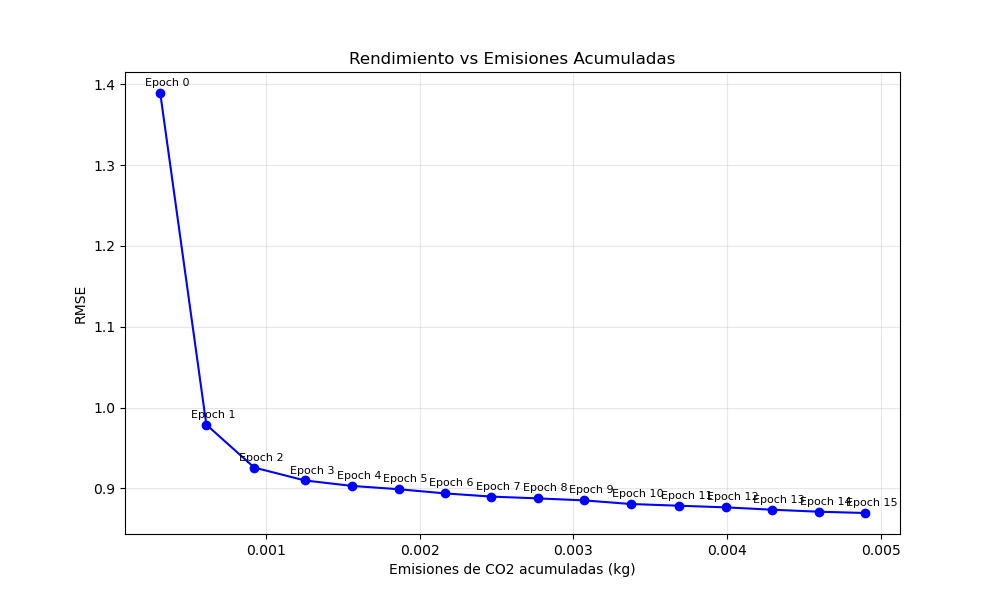 Rendimiento vs Emisiones Acumuladas
RMSE
1.4
1.3
1.2
1.1
1.0
0.9
Epoch 0
Epoch 1
Epoch 2
Epoch 3
Epoch 4
Epoch 5
Epoch 6
Epoch 7
Epoch 8
Epoch 9
Epoch 10
Epoch 11
Epoch 12
Epoch 13
Epoch 14
Epoch 15
0.001 0.002 0.003 0.004 0.005
Emisiones de CO2 acumuladas (kg)